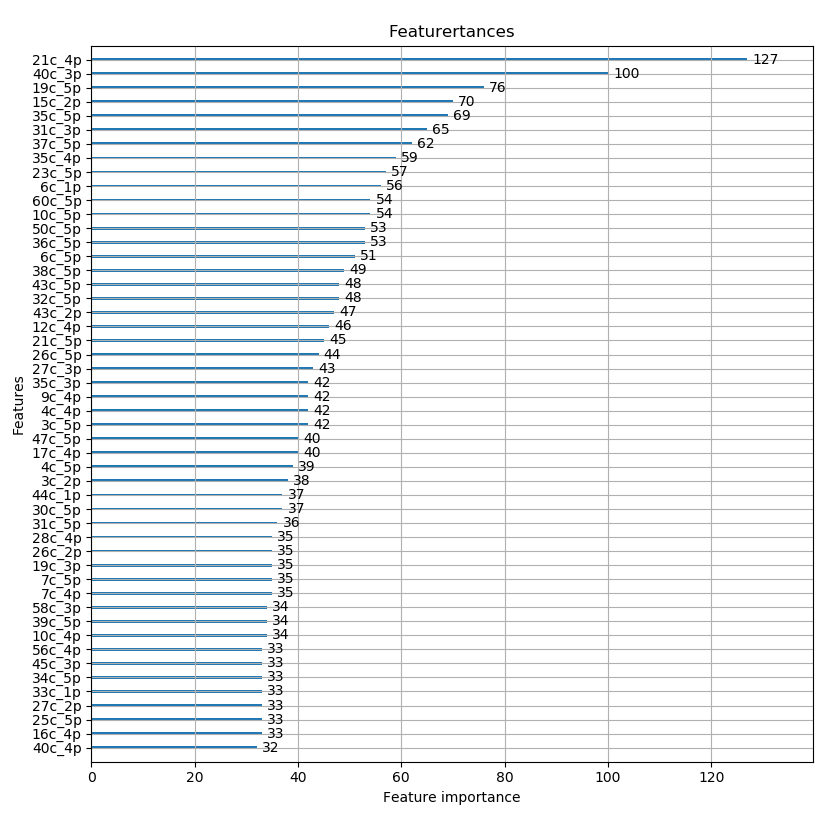 Featurertances
21c_4p 127
40c_3p 100
19c_5p 76
15c_2p 70
35c_5p 69
31c_3p 65
37c_5p 62
35c_4p 59
23c_5p 57
6c_1p 56
60c_5p 54
10c_5p 54
50c_5p 53
36c_5p 53
6c_5p 51
38c_5p 49
43c_5p 48
32c_5p 48
43c_2p 47
12c_4p 46
21c_5p 45
26c_5p 44
27c_3p 43
35c_3p 42
9c_4p 42
4c_4p 42
3c_5p 42
47c_5p 40
17c_4p 40
4c_5p 39
3c_2p 38
44c_1p 37
30c_5p 37
31c_5p 36
28c_4p 35
26c_2p 35
19c_3p 35
7c_5p 35
7c_4p 35
58c_3p 34
39c_5p 34
10c_4p 34
56c_4p 33
45c_3p 33
34c_5p 33
33c_1p 33
27c_2p 33
25c_5p 33
16c_4p 33
40c_4p 32
Features
0 20 40 60 80 100 120
Feature importance